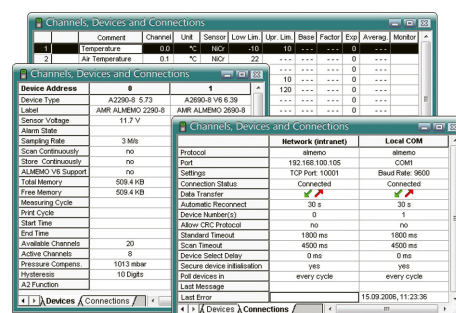 Channels, Devices and Connections
Comment Channel Unit Sensor Low Lim. Upr. Lim. Base Factor Exp Averag. Monitor
1 Temperature 0.0 °C NiCr -10 10 --- --- 0 ---
2 Air Temperature 0.1 °C NiCr 22 --- --- --- 0 ---
--- --- --- 0 ---
10 --- --- 0 ---
120 --- --- 0 ---
Channels, Devices and Connections
Device Address 0 1
Device Type A2290-8 5.73 A2690-8 V6 6.39
Label AMR ALMEMO 2290-8 AMR ALMEMO 2690-8
Sensor Voltage 11.7 V
Alarm State
Sampling Rate 3 M/s
Scan Continuously no
Store Continuously no
ALMEMO V6 Support no
Total Memory 509.4 KB
Free Memory 509.4 KB
Measuring Cycle
Print Cycle
Start Time
End Time
Available Channels 20
Active Channels 8
Pressure Compens. 1013 mbar
Hysteresis 10 Digits
A2 Function
Devices Connections
Channels, Devices and Connections
Network (intranet) Local COM
Protocol almemo almemo
Port 192.168.100.105 COM1
Settings TCP Port: 10001 Baud Rate: 9600
Connection Status Connected Connected
Data Transfer
Automatic Reconnect 30 s 30 s
Device Number(s) 0 1
Allow CRC Protocol no no
Standard Timeout 1800 ms 1800 ms
Scan Timeout 4500 ms 4500 ms
Device Select Delay 0 ms 0 ms
Secure device initialisation yes yes
Poll devices in every cycle every cycle
Last Message
Last Error 15.09.2006, 11:23:36
Devices Connections